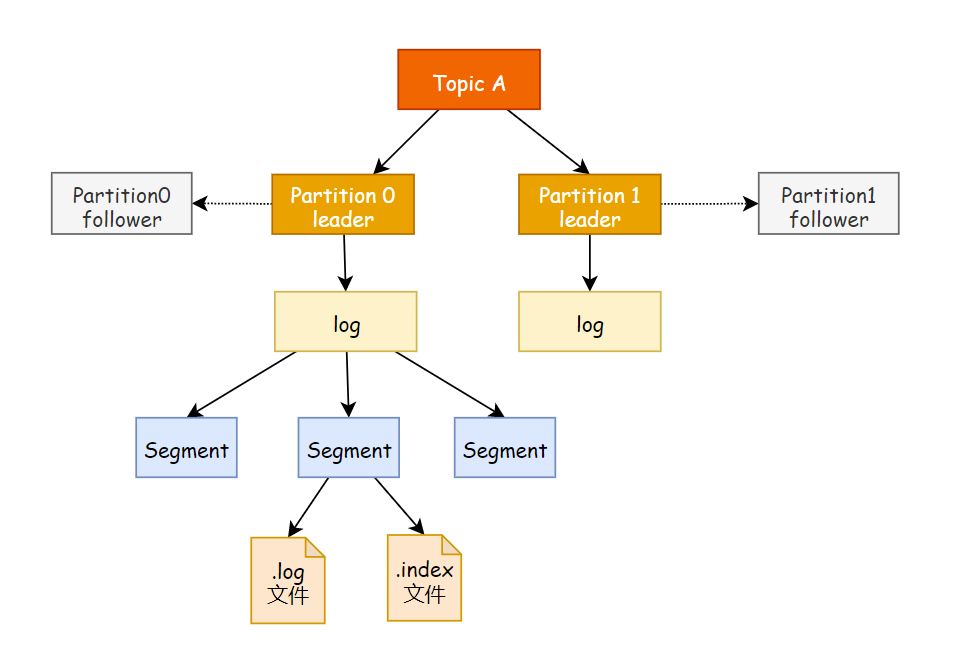 Topic A
Partition0
follower
Partition 0
leader
Partition 1
leader
Partition1
follower
log
log
Segment
Segment
Segment
.log
文件
.index
文件